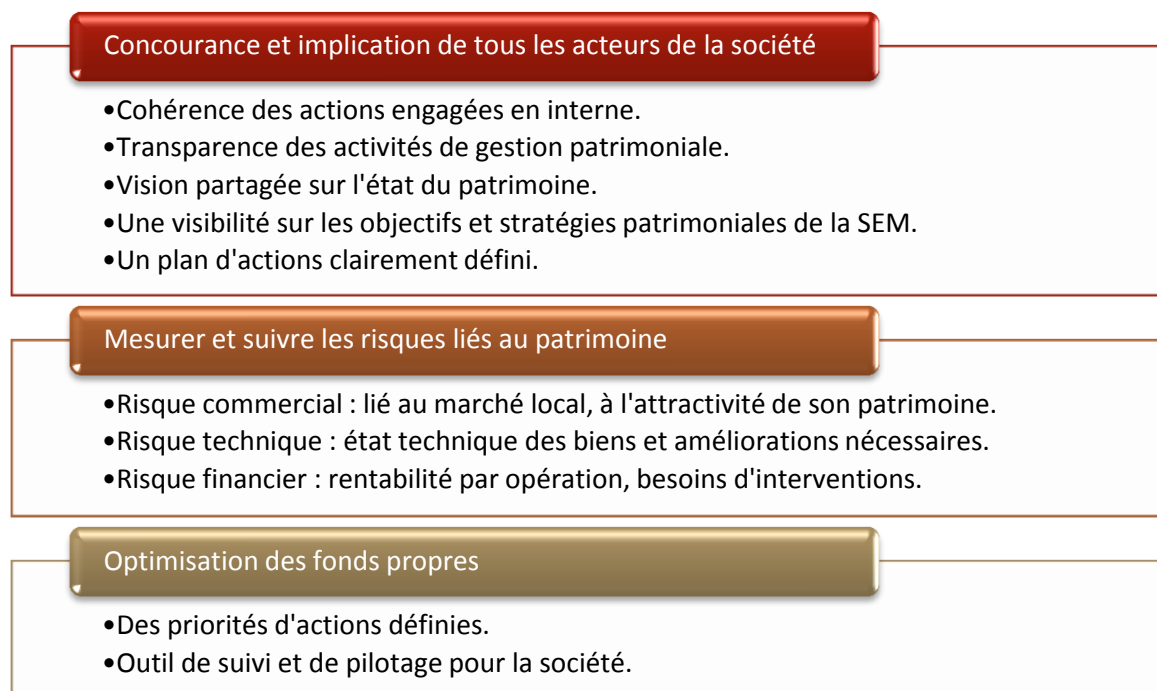 Concourance et implication de tous les acteurs de la société
•Cohérence des actions engagées en interne.
•Transparence des activités de gestion patrimoniale.
•Vision partagée sur l'état du patrimoine.
•Une visibilité sur les objectifs et stratégies patrimoniales de la SEM.
•Un plan d'actions clairement défini.
Mesurer et suivre les risques liés au patrimoine
•Risque commercial : lié au marché local, à l'attractivité de son patrimoine.
•Risque technique : état technique des biens et améliorations nécessaires.
•Risque financier : rentabilité par opération, besoins d'interventions.
Optimisation des fonds propres
•Des priorités d'actions définies.
•Outil de suivi et de pilotage pour la société.